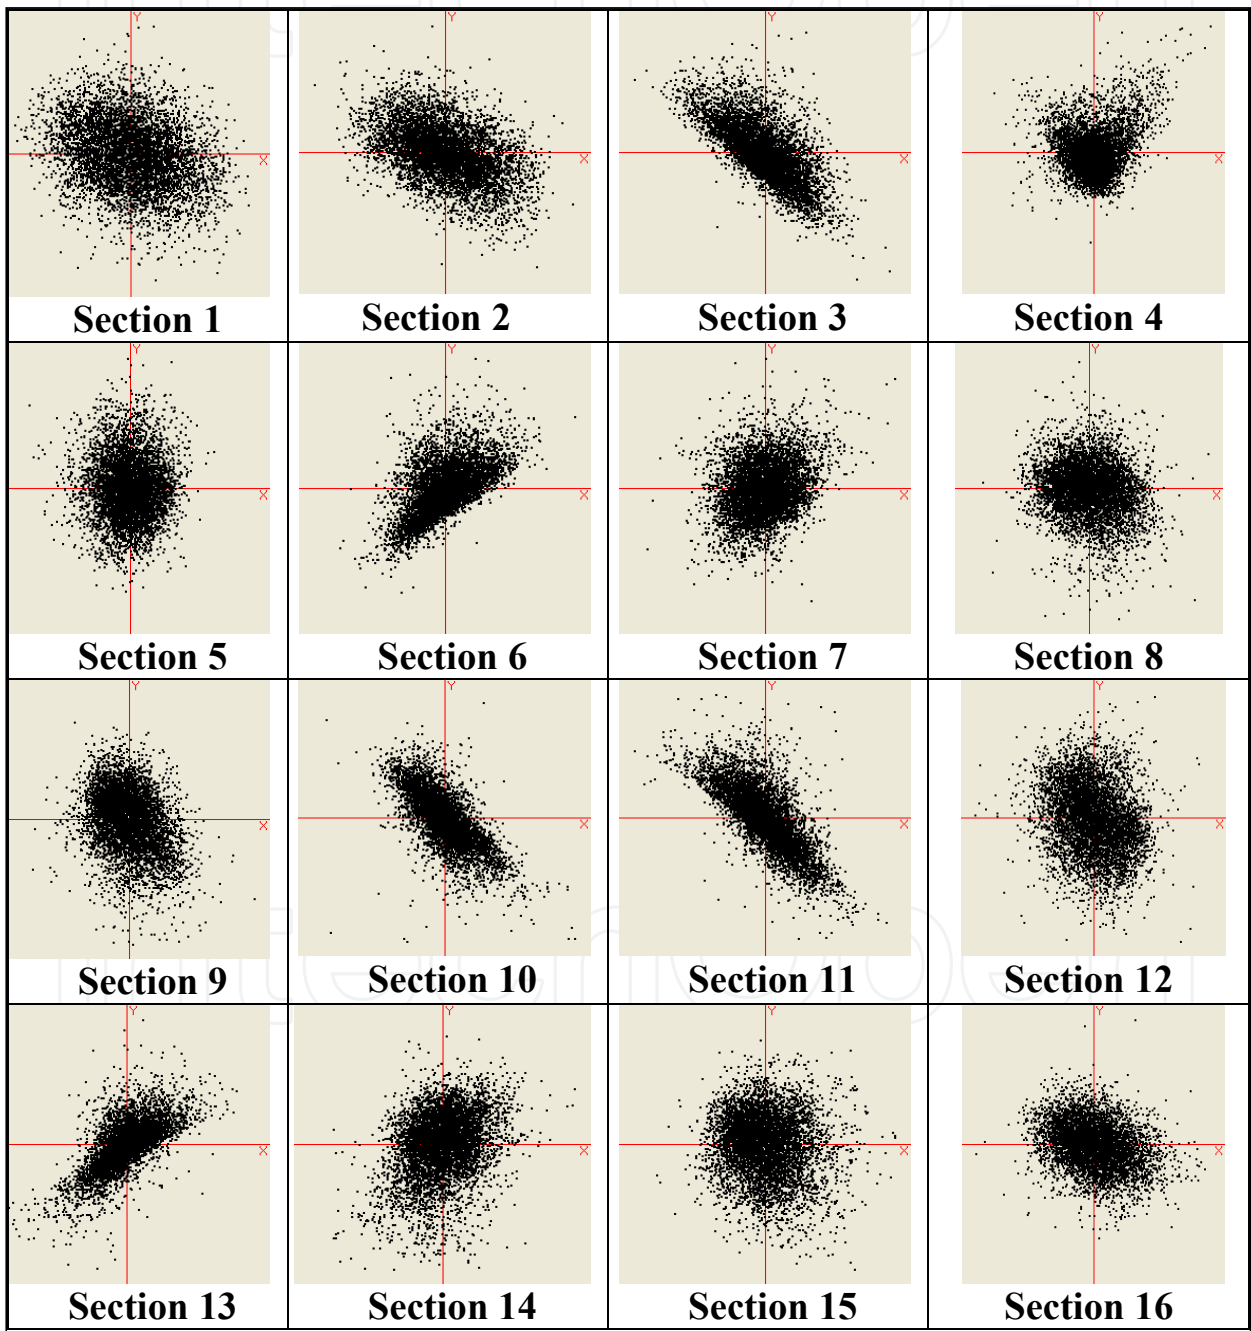 Y
X
Section 1
Y
X
Section 2
Y
X
Section 3
Y
X
Section 4
Y
X
Section 5
Y
X
Section 6
Y
X
Section 7
Y
X
Section 8
Y
X
Section 9
Y
X
Section 10
Y
X
Section 11
Y
X
Section 12
Y
X
Section 13
Y
X
Section 14
Y
X
Section 15
Y
X
Section 16